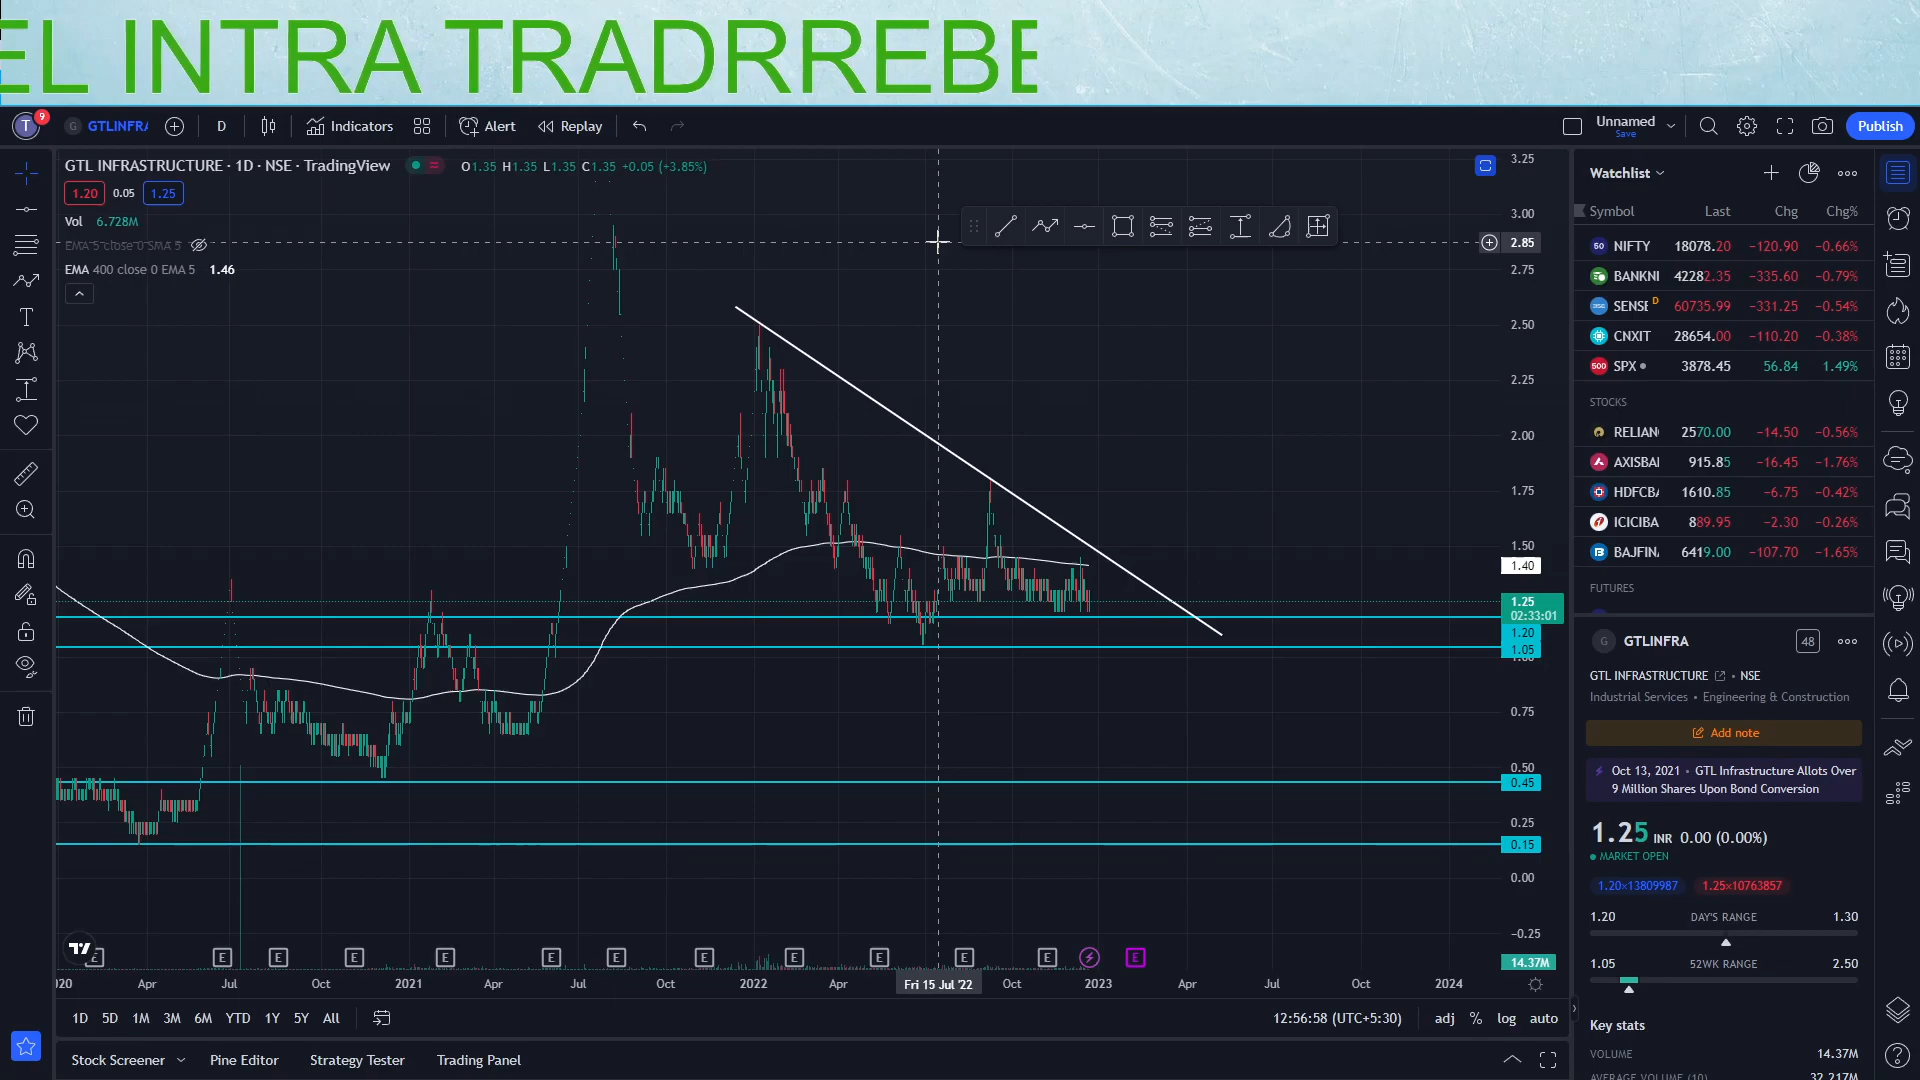 EL INTRA TRADRREBE
T 9 G GTLINFRA D Indicators Alert Replay Unnamed Save Publish
GTL INFRASTRUCTURE · 1D · NSE · TradingView O1.35 H1.35 L1.35 C1.35 +0.05 (+3.85%)
1.20 0.05 1.25
Vol 6.728M
EMA 5 close 0 SMA 5
EMA 400 close 0 EMA 5 1.46
3.25
3.00
2.85
2.75
2.50
2.25
2.00
1.75
1.50
1.40
1.25
02:33:01
1.20
1.05
1.00
0.75
0.50
0.45
0.25
0.15
0.00
−0.25
14.37M
E E E E E E E E E E E E E
Apr Jul Oct 2021 Apr Jul Oct 2022 Apr Fri 15 Jul '22 Oct 2023 Apr Jul Oct 2024
1D 5D 1M 3M 6M YTD 1Y 5Y All 12:56:58 (UTC+5:30) adj % log auto
Stock Screener Pine Editor Strategy Tester Trading Panel
Watchlist
Symbol Last Chg Chg%
50 NIFTY 18078.20 −120.90 −0.66%
BANKNI 42282.35 −335.60 −0.79%
SENSE D 60735.99 −331.25 −0.54%
CNXIT 28654.00 −110.20 −0.38%
500 SPX 3878.45 56.84 1.49%
STOCKS
RELIAN 2570.00 −14.50 −0.56%
AXISBAI 915.85 −16.45 −1.76%
HDFCB 1610.85 −6.75 −0.42%
ICICIBA 889.95 −2.30 −0.26%
BAJFIN 6419.00 −107.70 −1.65%
FUTURES
G GTLINFRA 48
GTL INFRASTRUCTURE • NSE
Industrial Services • Engineering & Construction
Add note
Oct 13, 2021 • GTL Infrastructure Allots Over
9 Million Shares Upon Bond Conversion
1.25 INR 0.00 (0.00%)
MARKET OPEN
1.20×13809987 1.25×10763857
1.20 DAY'S RANGE 1.30
1.05 52WK RANGE 2.50
Key stats
VOLUME 14.37M
AVERAGE VOLUME (10) 32.217M